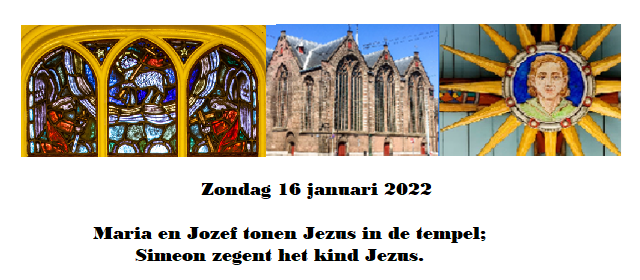 Zondag 16 januari 2022
Maria en Jozef tonen Jezus in de tempel;
Simeon zegent het kind Jezus.